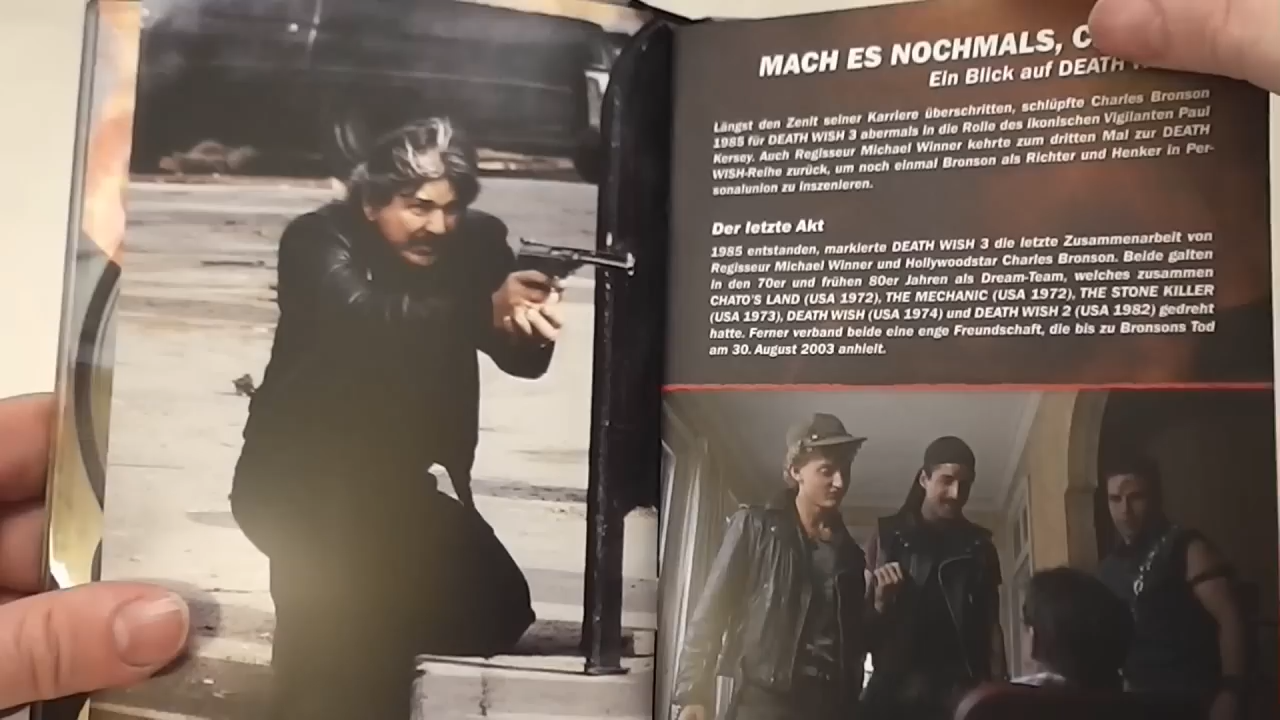 MACH ES NOCHMALS,
Ein Blick auf DEATH
Längst den Zenit seiner Karriere überschritten, schlüpfte Charles Bronson
1985 für DEATH WISH 3 abermals in die Rolle des ikonischen Vigilanten Paul
Kersey. Auch Regisseur Michael Winner kehrte zum dritten Mal zur DEATH
WISH-Reihe zurück, um noch einmal Bronson als Richter und Henker in Per-
sonalunion zu inszenieren.
Der letzte Akt
1985 entstanden, markierte DEATH WISH 3 die letzte Zusammenarbeit von
Regisseur Michael Winner und Hollywoodstar Charles Bronson. Beide galten
in den 70er und frühen 80er Jahren als Dream-Team, welches zusammen
CHATO'S LAND (USA 1972), THE MECHANIC (USA 1972), THE STONE KILLER
(USA 1973), DEATH WISH (USA 1974) und DEATH WISH 2 (USA 1982) gedreht
hatte. Ferner verband beide eine enge Freundschaft, die bis zu Bronsons Tod
am 30. August 2003 anhielt.